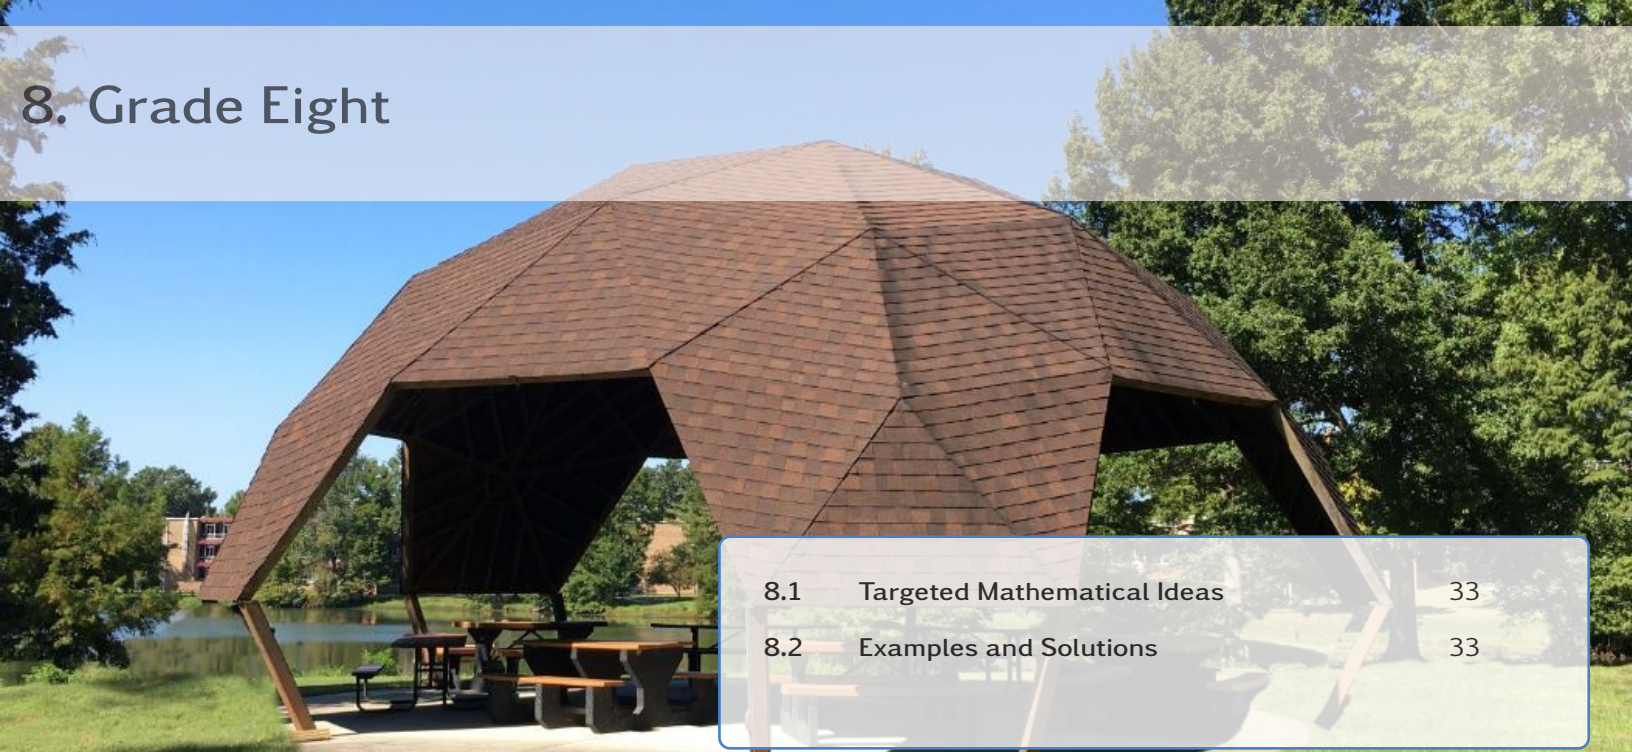 8. Grade Eight
8.1 Targeted Mathematical Ideas 33
8.2 Examples and Solutions 33